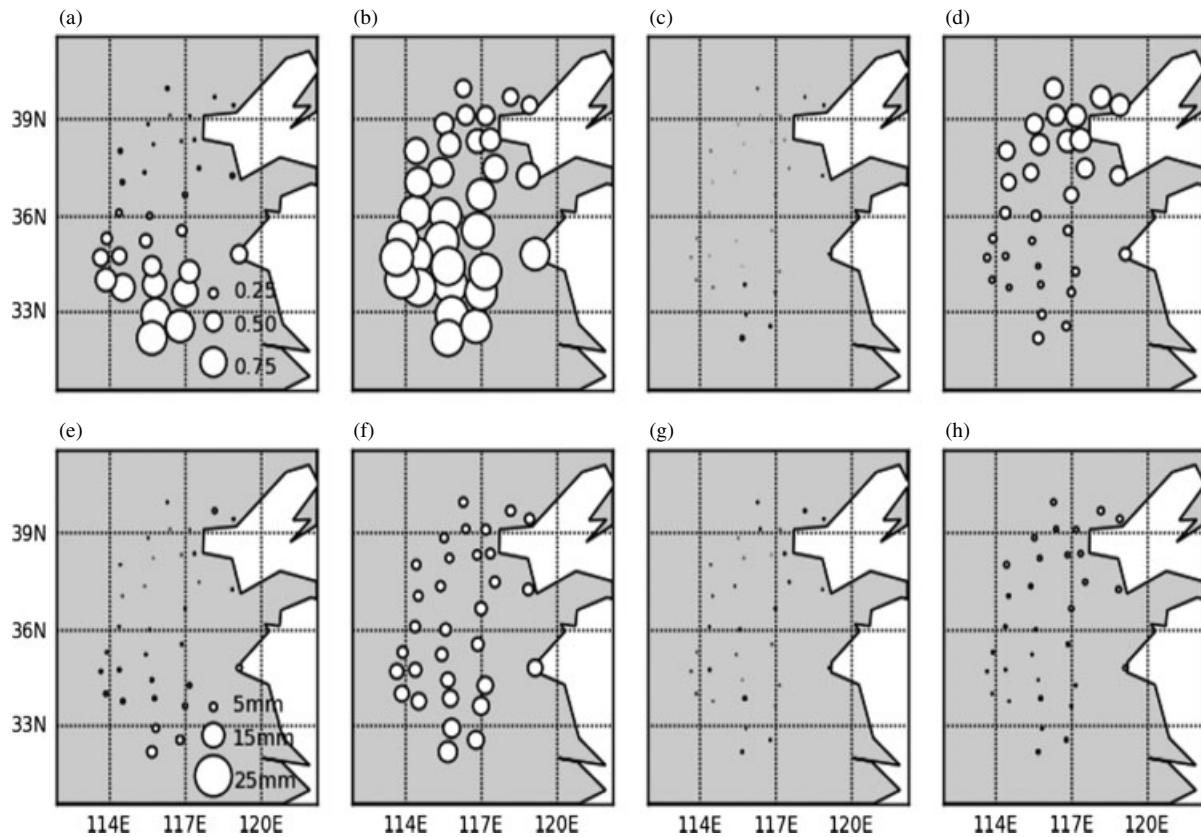 (a) (b) (c) (d)
39N
36N
0.25
33N
0.50
0.75
(e) (f) (g) (h)
39N
36N
5mm
33N
15mm
25mm
114E 117E 120E 114E 117E 120E 114E 117E 120E 114E 117E 120E